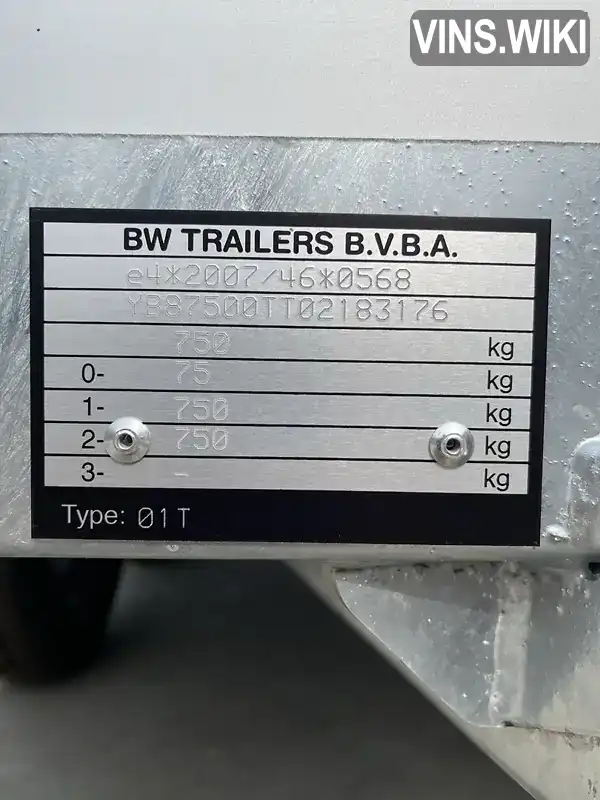 VINS.WIKI
BW TRAILERS B.V.B.A.
e4*2007/46*0568
YB87500TT02183176
750 kg
0- 75 kg
1- 750 kg
2- 750 kg
3- - kg
Type: 01T